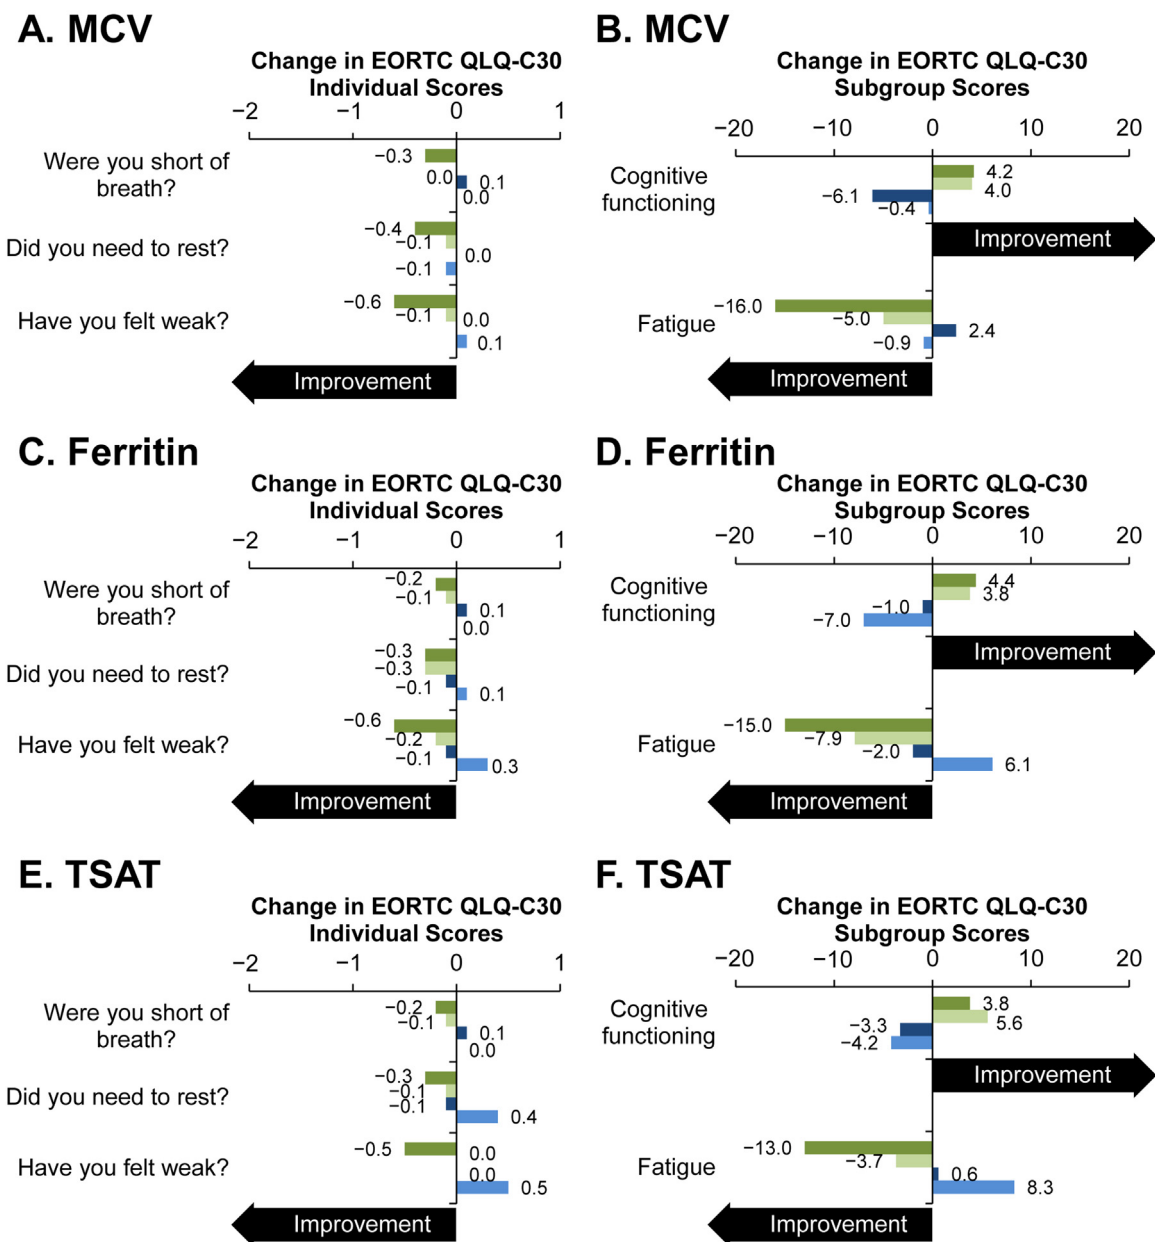 A. MCV
Change in EORTC QLQ-C30
Individual Scores
−2 −1 0 1
Were you short of
breath?
−0.3
0.0
0.1
0.0
Did you need to rest?
−0.4
−0.1
0.0
−0.1
Have you felt weak?
−0.6
−0.1
0.0
0.1
Improvement
B. MCV
Change in EORTC QLQ-C30
Subgroup Scores
−20 −10 0 10 20
Cognitive
functioning
4.2
4.0
−6.1
−0.4
Improvement
Fatigue
−16.0
−5.0
2.4
−0.9
Improvement
C. Ferritin
Change in EORTC QLQ-C30
Individual Scores
−2 −1 0 1
Were you short of
breath?
−0.2
−0.1
0.1
0.0
Did you need to rest?
−0.3
−0.3
−0.1
0.1
Have you felt weak?
−0.6
−0.2
−0.1
0.3
Improvement
D. Ferritin
Change in EORTC QLQ-C30
Subgroup Scores
−20 −10 0 10 20
Cognitive
functioning
4.4
3.8
−1.0
−7.0
Improvement
Fatigue
−15.0
−7.9
−2.0
6.1
Improvement
E. TSAT
Change in EORTC QLQ-C30
Individual Scores
−2 −1 0 1
Were you short of
breath?
−0.2
−0.1
0.1
0.0
Did you need to rest?
−0.3
−0.1
−0.1
0.4
Have you felt weak?
−0.5
0.0
0.0
0.5
Improvement
F. TSAT
Change in EORTC QLQ-C30
Subgroup Scores
−20 −10 0 10 20
Cognitive
functioning
3.8
5.6
−3.3
−4.2
Improvement
Fatigue
−13.0
−3.7
0.6
8.3
Improvement